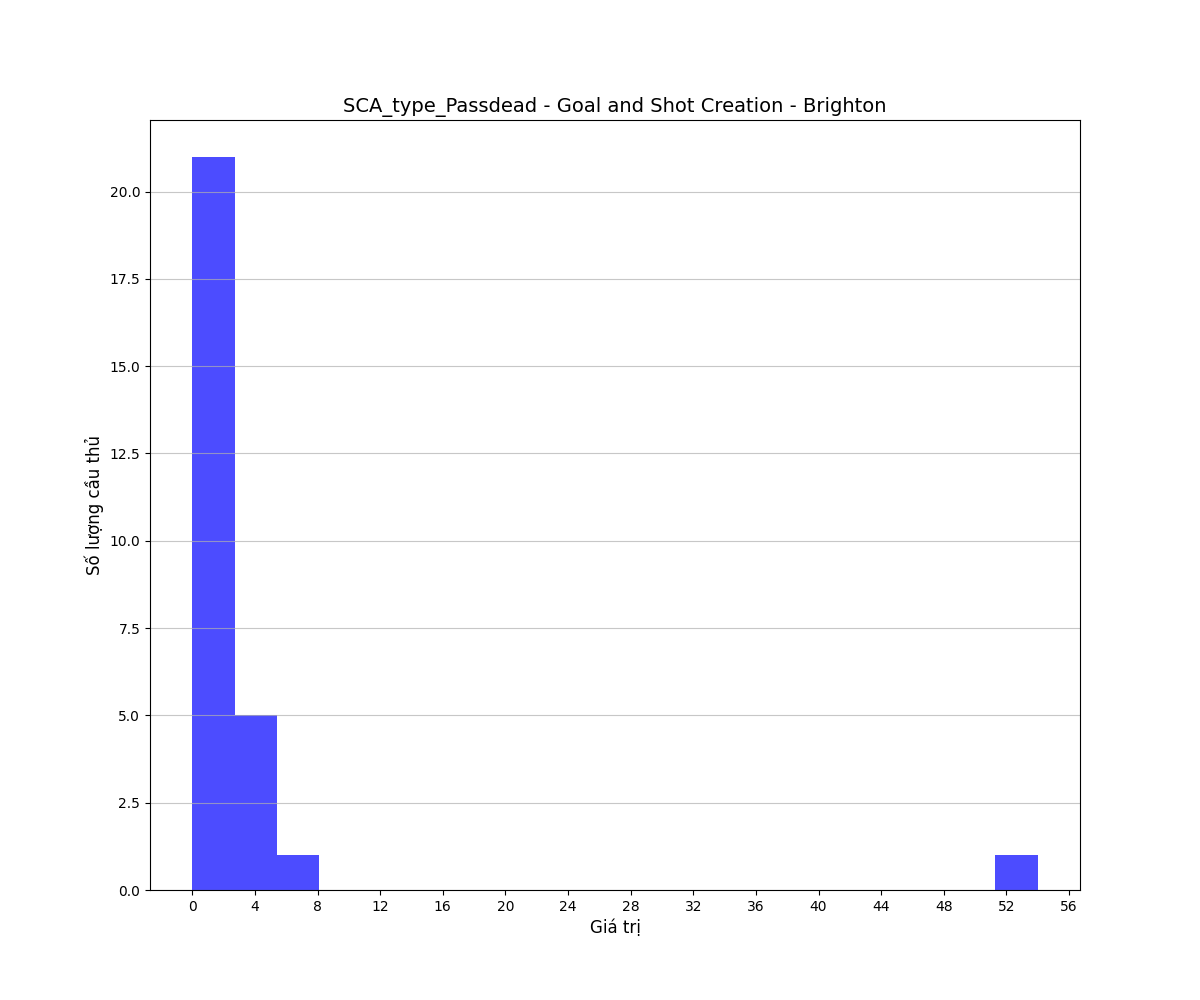 SCA_type_Passdead - Goal and Shot Creation - Brighton
Số lượng cầu thủ
20.0
17.5
15.0
12.5
10.0
7.5
5.0
2.5
0.0
0 4 8 12 16 20 24 28 32 36 40 44 48 52 56
Giá trị